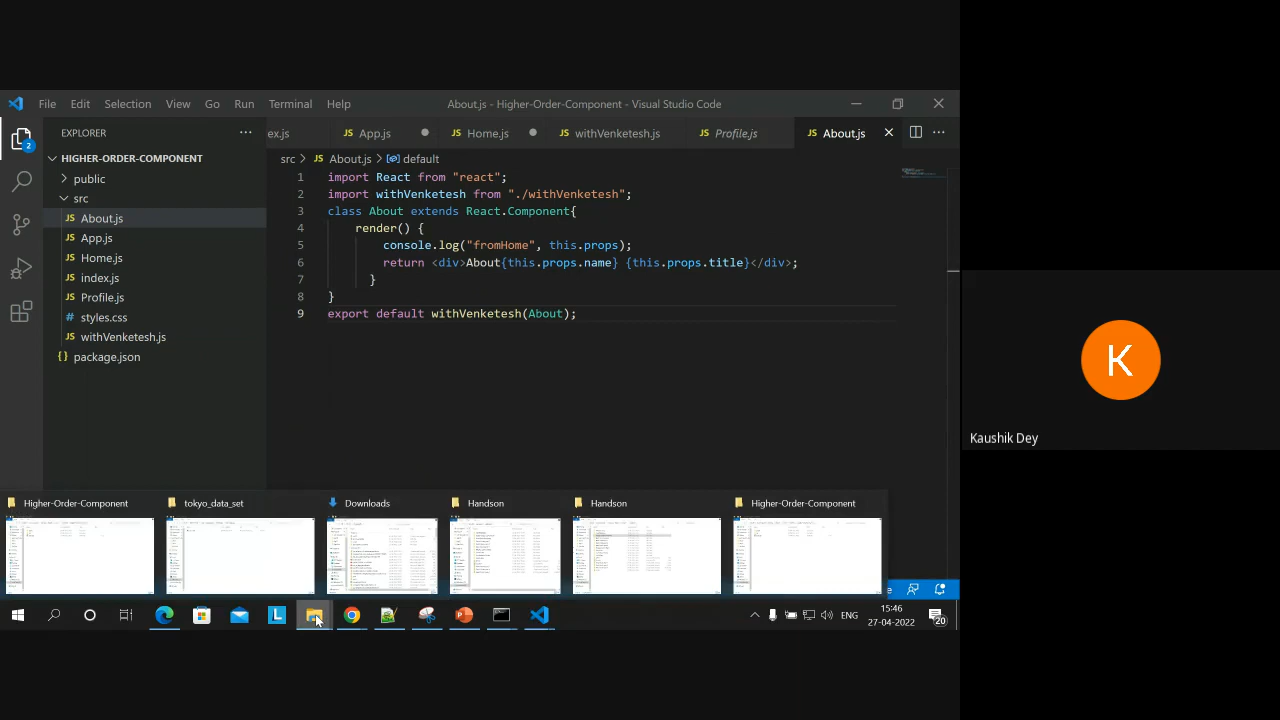 File Edit Selection View Go Run Terminal Help About.js - Higher-Order-Component - Visual Studio Code
EXPLORER
ex.js App.js Home.js withVenketesh.js Profile.js About.js
2
HIGHER-ORDER-COMPONENT
public
src
JS About.js
JS App.js
JS Home.js
JS index.js
JS Profile.js
# styles.css
JS withVenketesh.js
{} package.json
src > JS About.js > default
1 import React from "react";
2 import withVenketesh from "./withVenketesh";
3 class About extends React.Component{
4 render() {
5 console.log("fromHome", this.props);
6 return <div>About{this.props.name} {this.props.title}</div>;
7 }
8 }
9 export default withVenketesh(About);
Higher-Order-Component tokyo_data_set Downloads Handson Handson Higher-Order-Component
ENG
15:46
27-04-2022
20
K
Kaushik Dey